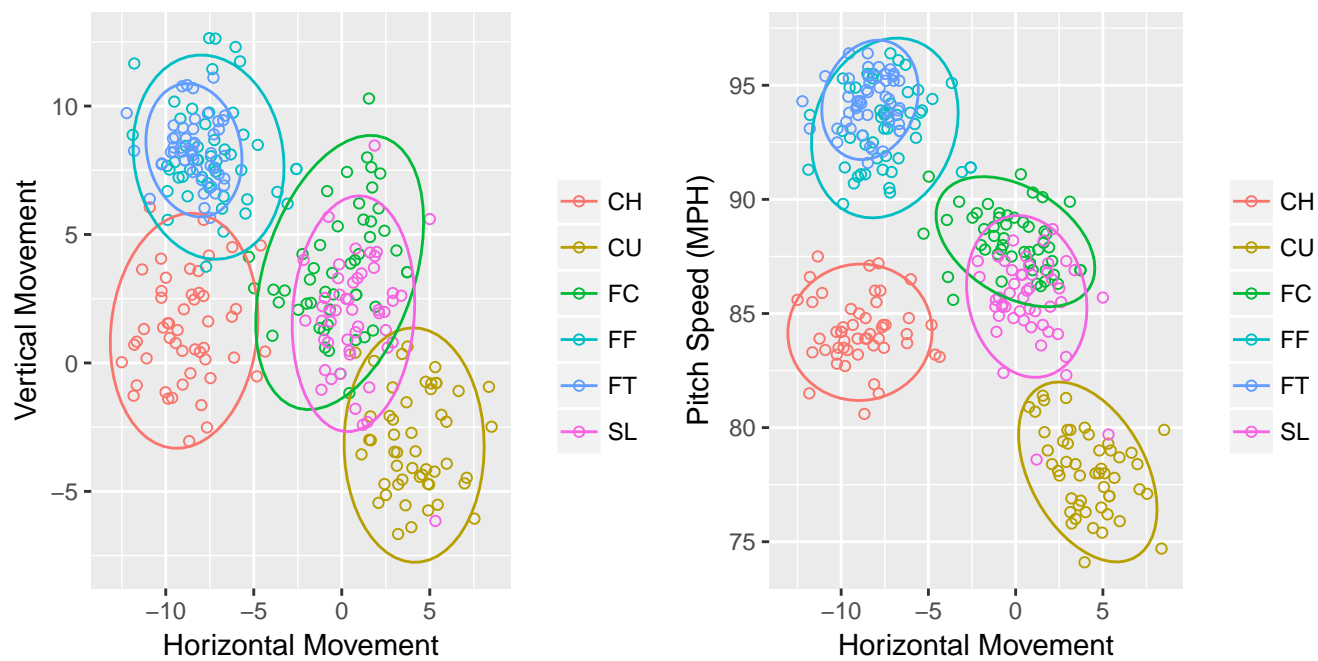 Vertical Movement
10
5
0
−5
−10
−5
0
5
Horizontal Movement
CH
CU
FC
FF
FT
SL
Pitch Speed (MPH)
95
90
85
80
75
−10
−5
0
5
Horizontal Movement
CH
CU
FC
FF
FT
SL